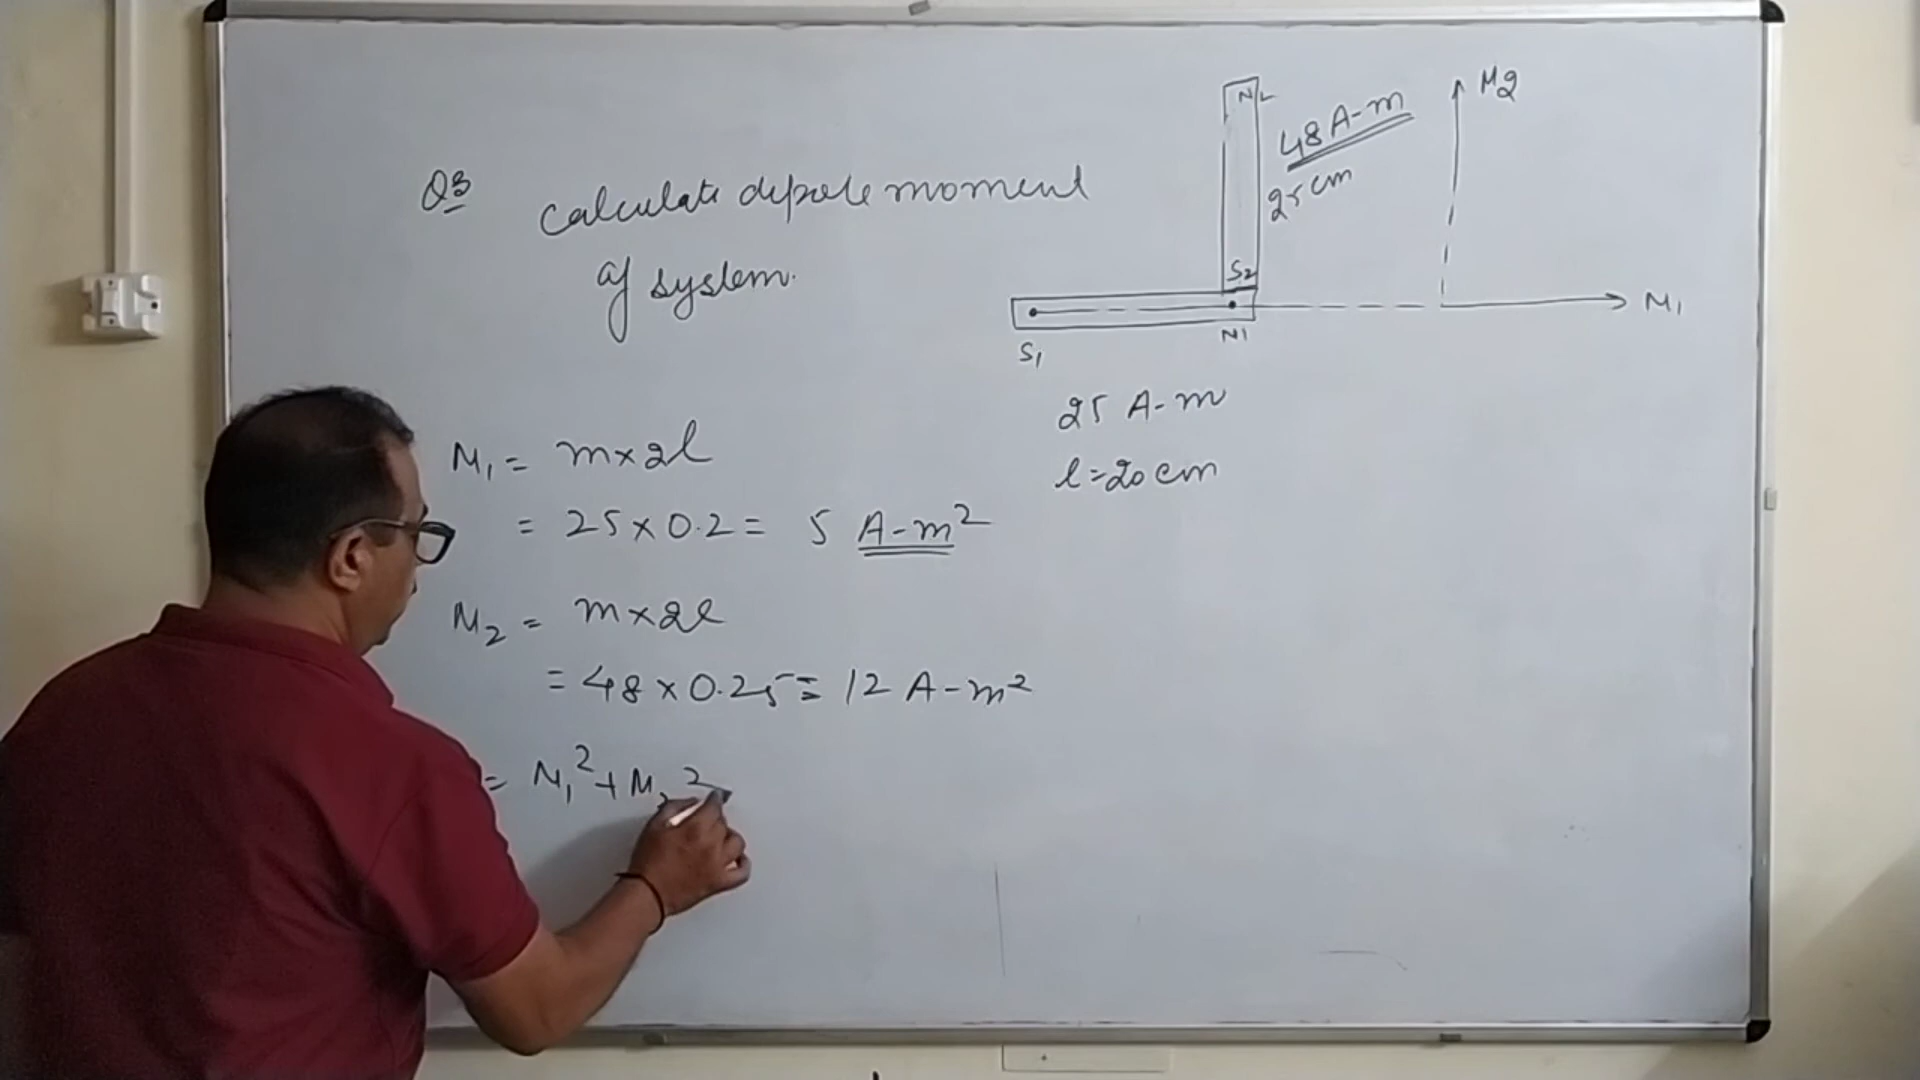 Q3 Calculate dipole moment
of system.
N2
48 A-m
25 cm
S2
S1
N1
M2
M1
25 A-m
l=20 cm
M1 = m×2l
= 25×0.2 = 5 A-m²
M2 = m×2l
= 48×0.25 = 12 A-m²
= M1²+M2²